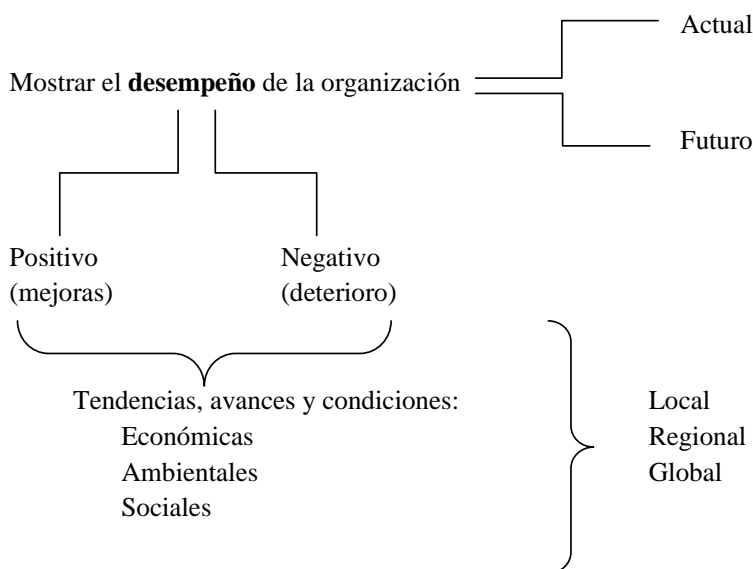 Actual
Mostrar el desempeño de la organización
Futuro
Positivo
(mejoras)
Negativo
(deterioro)
Tendencias, avances y condiciones:
Económicas
Ambientales
Sociales
Local
Regional
Global